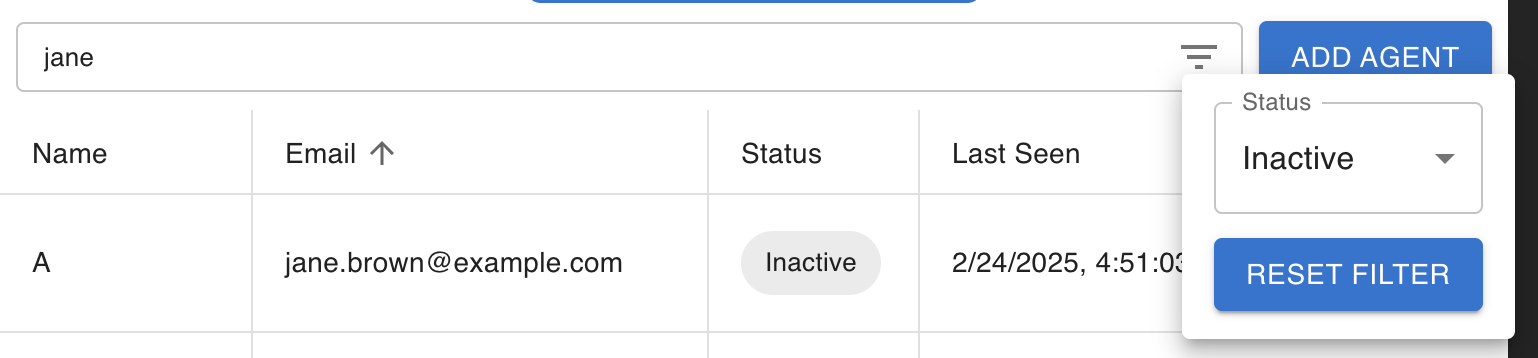 jane
ADD AGENT
Status
Inactive
RESET FILTER
Name Email Status Last Seen
A jane.brown@example.com Inactive 2/24/2025, 4:51:03